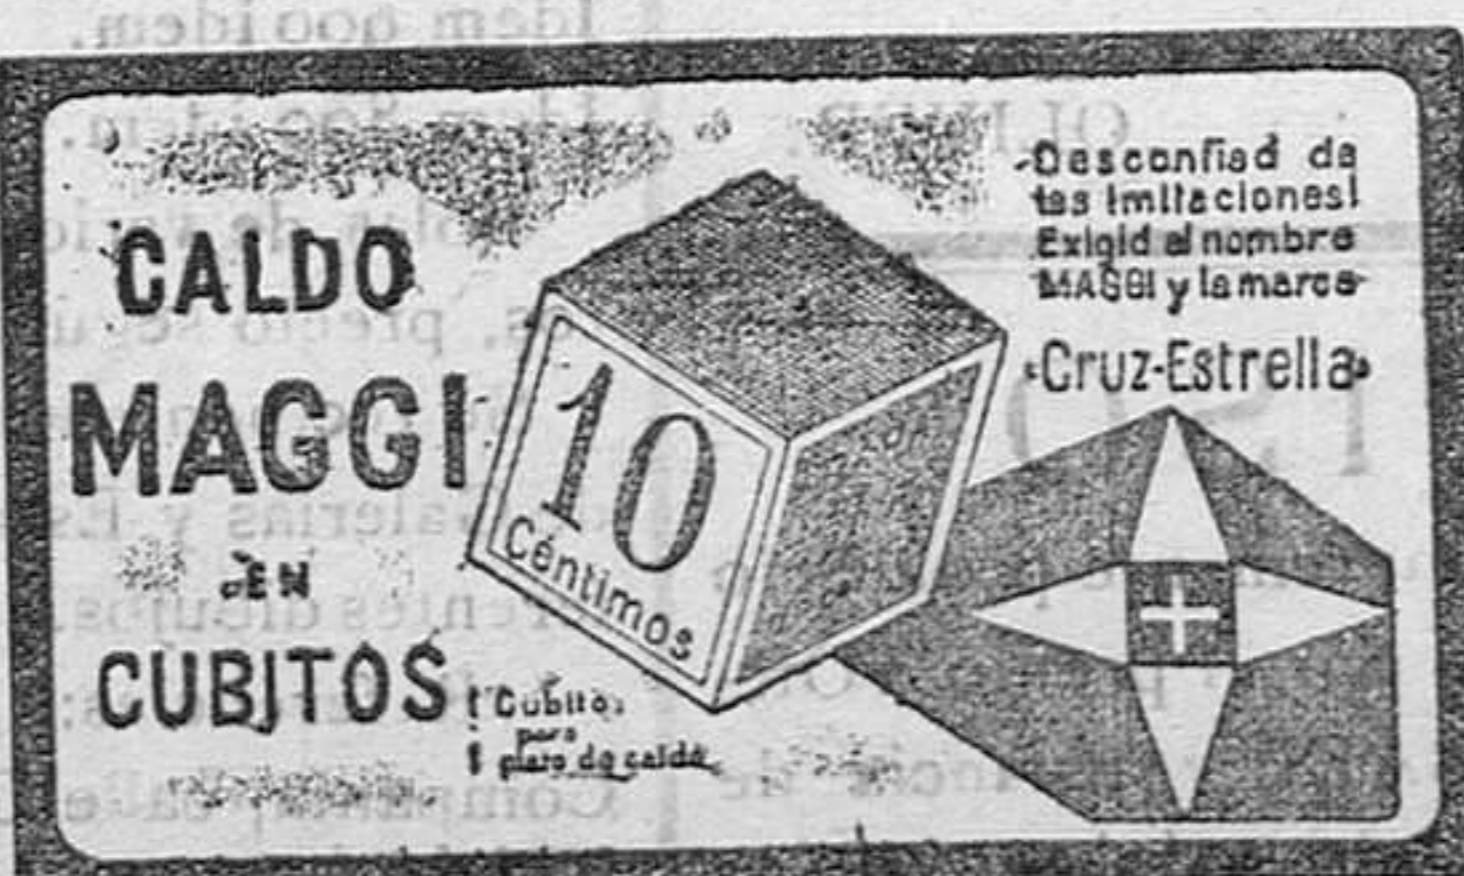 CALDO
MAGGI
EN
CUBITOS
1 Cubito
para
1 plato de caldo
10
Céntimos
Desconfiad de
las imitaciones!
Exigid el nombre
MAGGI y la marca
«Cruz-Estrella»